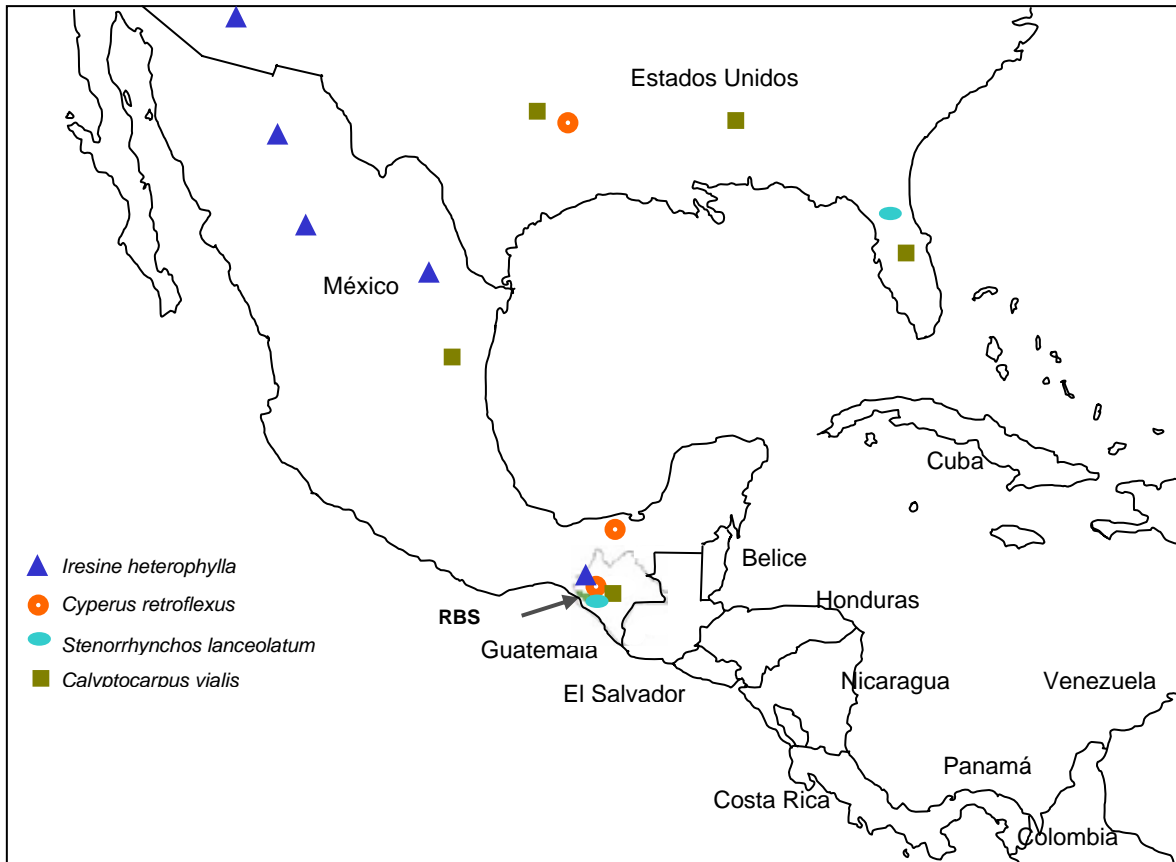 Estados Unidos
México
Cuba
Belice
Iresine heterophylla
Honduras
Cyperus retroflexus
RBS
Stenorrhynchos lanceolatum
Guatemala
Calyptocarpus vialis
Nicaragua
Venezuela
El Salvador
Panamá
Costa Rica
Colombia